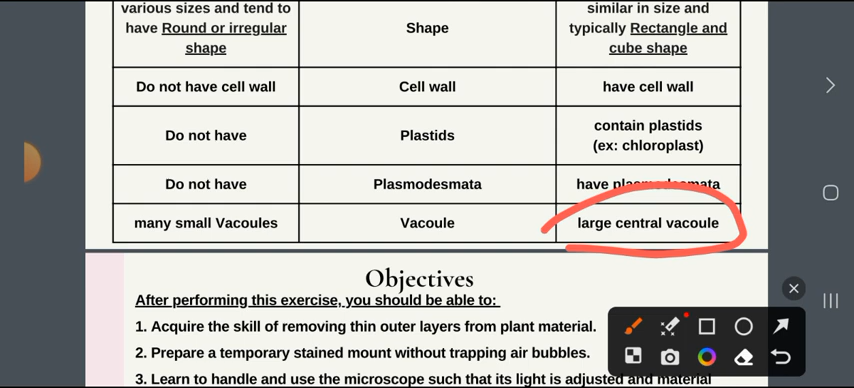 various sizes and tend to
have Round or irregular
shape
Shape
similar in size and
typically Rectangle and
cube shape
Do not have cell wall
Cell wall
have cell wall
Do not have
Plastids
contain plastids
(ex: chloroplast)
Do not have
Plasmodesmata
have plasmodesmata
many small Vacoules
Vacoule
large central vacoule
Objectives
After performing this exercise, you should be able to:
1. Acquire the skill of removing thin outer layers from plant material.
2. Prepare a temporary stained mount without trapping air bubbles.
3. Learn to handle and use the microscope such that its light is adjusted and material